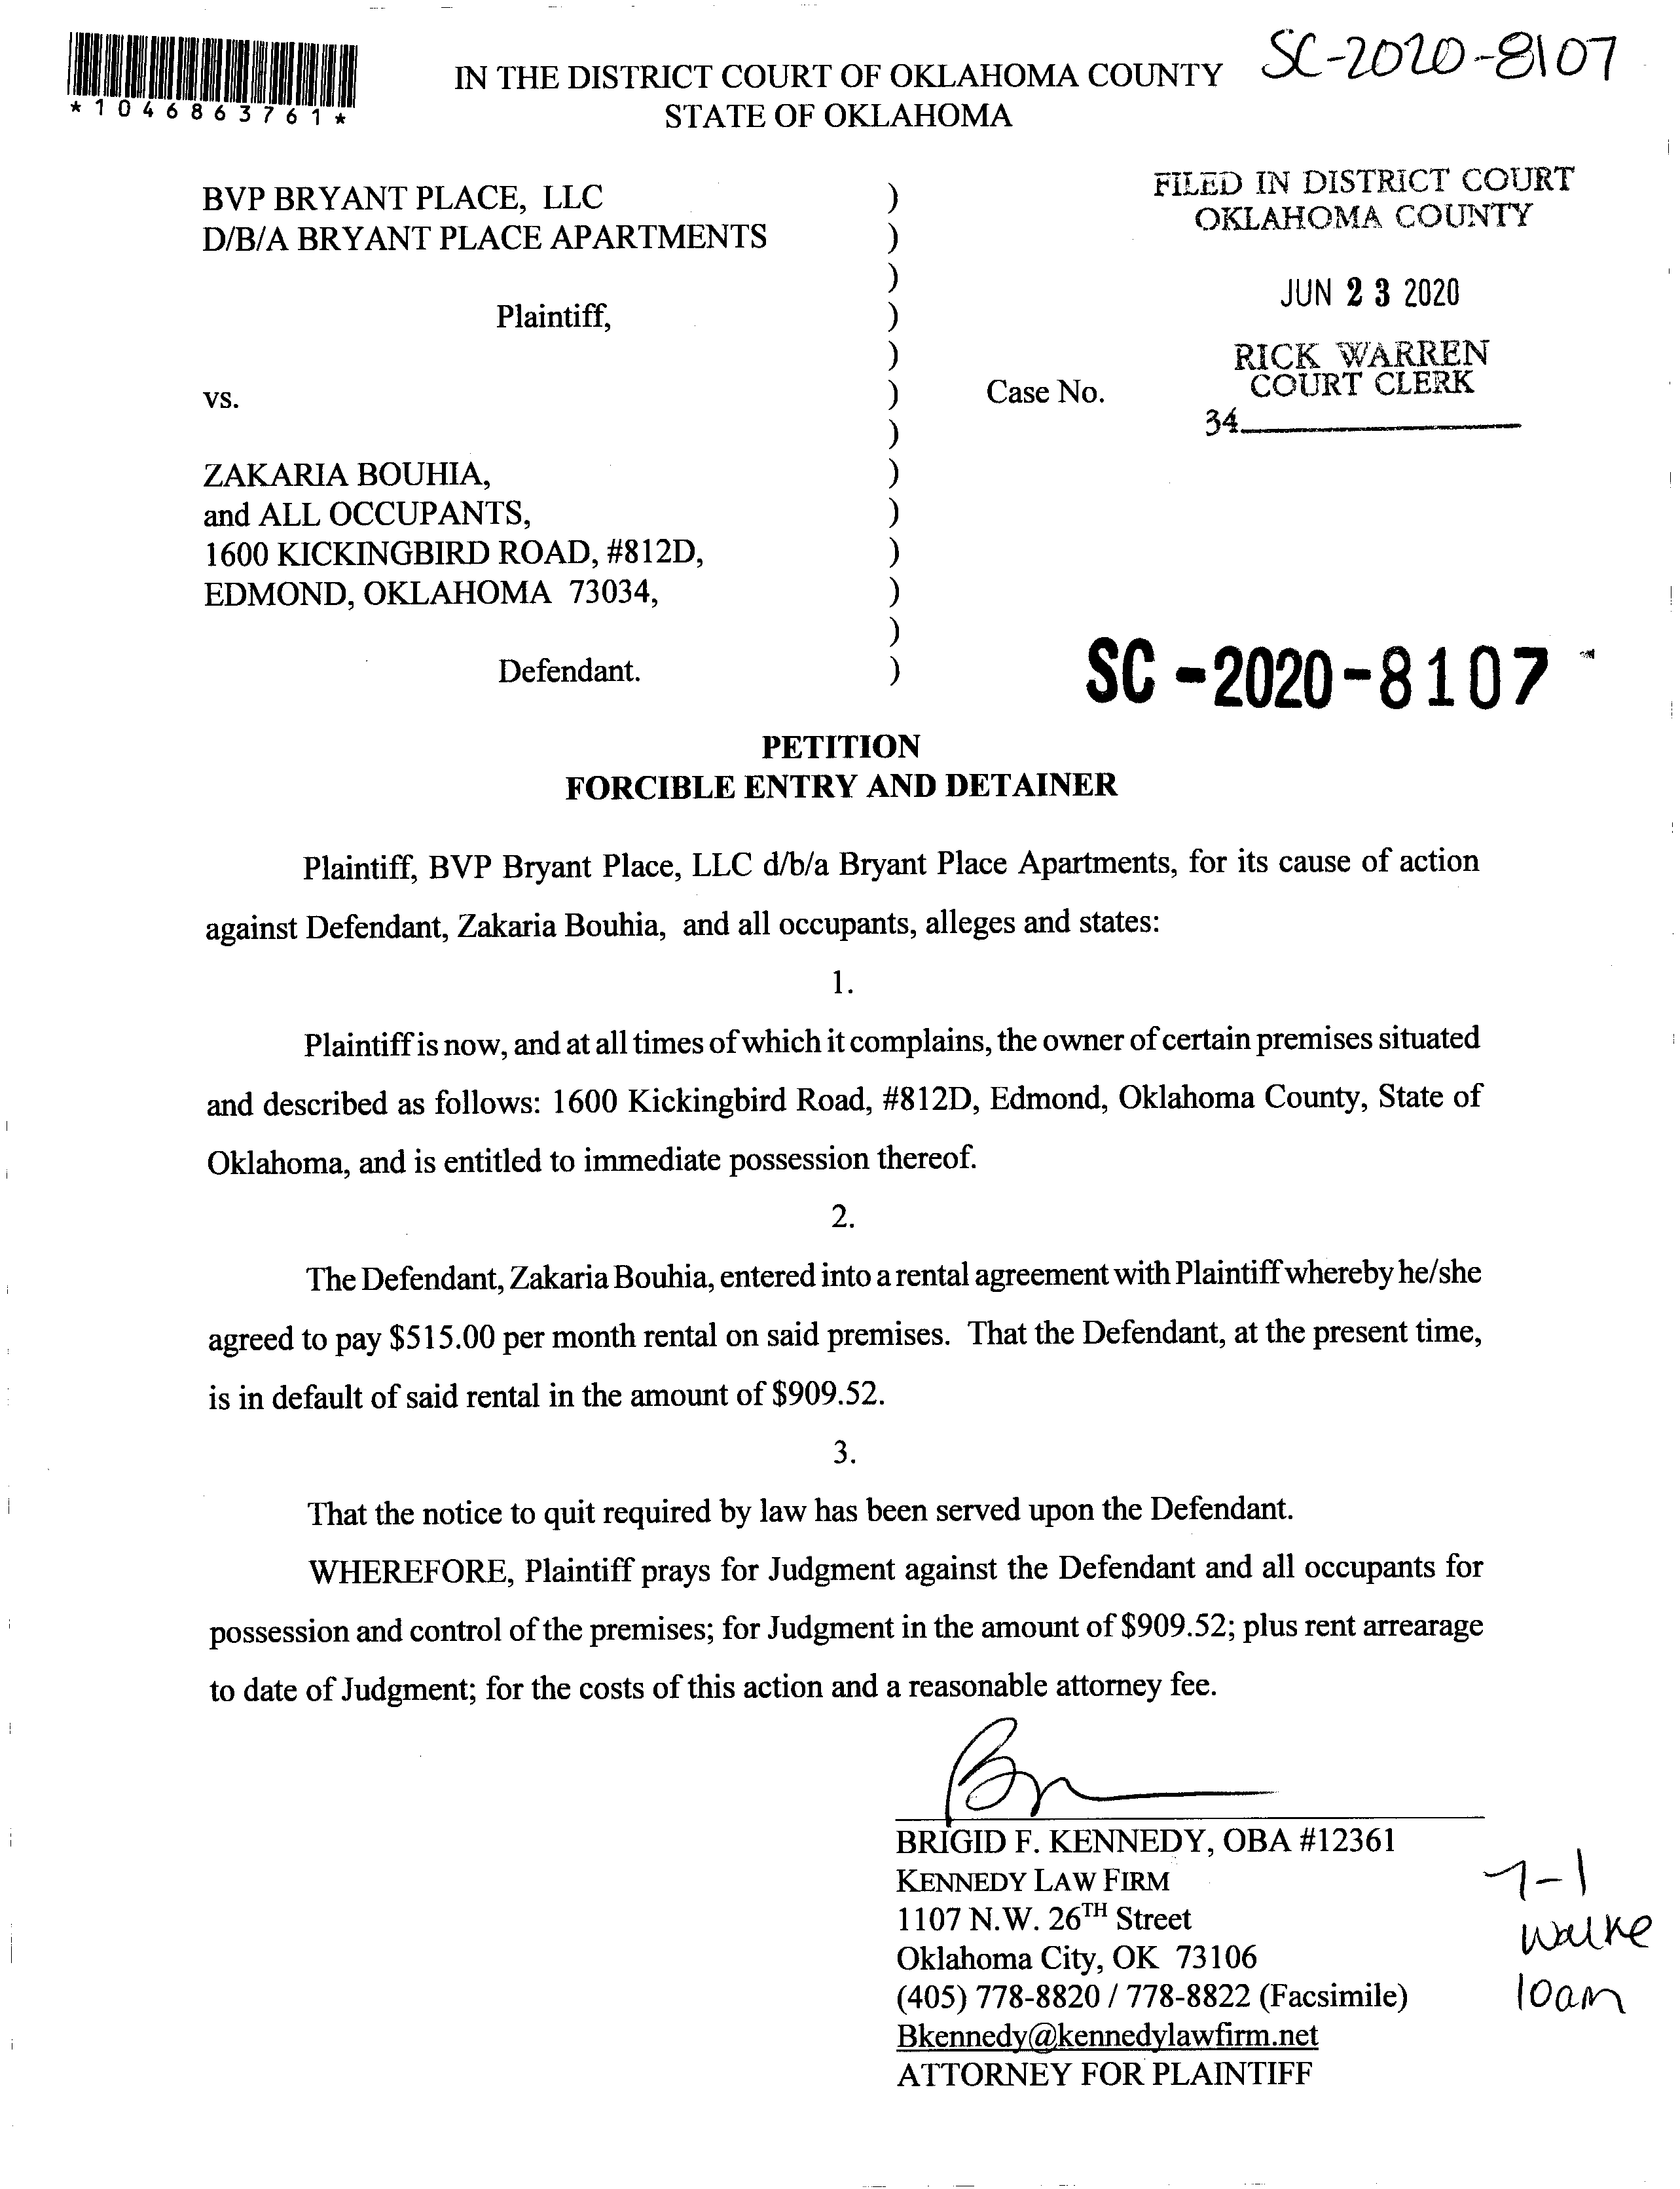 SC-2020-8107
*1046863761*
IN THE DISTRICT COURT OF OKLAHOMA COUNTY
STATE OF OKLAHOMA
FILED IN DISTRICT COURT
OKLAHOMA COUNTY
JUN 23 2020
RICK WARREN
COURT CLERK
34
BVP BRYANT PLACE, LLC )
D/B/A BRYANT PLACE APARTMENTS )
)
Plaintiff, )
)
vs. ) Case No.
)
ZAKARIA BOUHIA, )
and ALL OCCUPANTS, )
1600 KICKINGBIRD ROAD, #812D, )
EDMOND, OKLAHOMA 73034, )
)
Defendant. )
SC-2020-8107
PETITION
FORCIBLE ENTRY AND DETAINER
Plaintiff, BVP Bryant Place, LLC d/b/a Bryant Place Apartments, for its cause of action
against Defendant, Zakaria Bouhia, and all occupants, alleges and states:
1.
Plaintiff is now, and at all times of which it complains, the owner of certain premises situated
and described as follows: 1600 Kickingbird Road, #812D, Edmond, Oklahoma County, State of
Oklahoma, and is entitled to immediate possession thereof.
2.
The Defendant, Zakaria Bouhia, entered into a rental agreement with Plaintiff whereby he/she
agreed to pay $515.00 per month rental on said premises. That the Defendant, at the present time,
is in default of said rental in the amount of $909.52.
3.
That the notice to quit required by law has been served upon the Defendant.
WHEREFORE, Plaintiff prays for Judgment against the Defendant and all occupants for
possession and control of the premises; for Judgment in the amount of $909.52; plus rent arrearage
to date of Judgment; for the costs of this action and a reasonable attorney fee.
BRIGID F. KENNEDY, OBA #12361
KENNEDY LAW FIRM
1107 N.W. 26TH Street
Oklahoma City, OK 73106
(405) 778-8820 / 778-8822 (Facsimile)
Bkennedy@kennedylawfirm.net
ATTORNEY FOR PLAINTIFF
7-1
Walke
10am